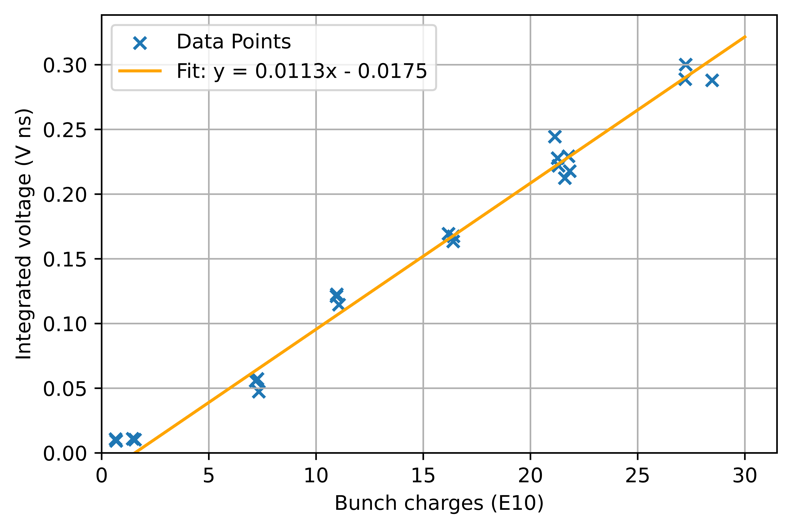 Data Points
Fit: y = 0.0113x - 0.0175
0.30
0.25
0.20
0.15
0.10
0.05
0.00
Integrated voltage (V ns)
0 5 10 15 20 25 30
Bunch charges (E10)